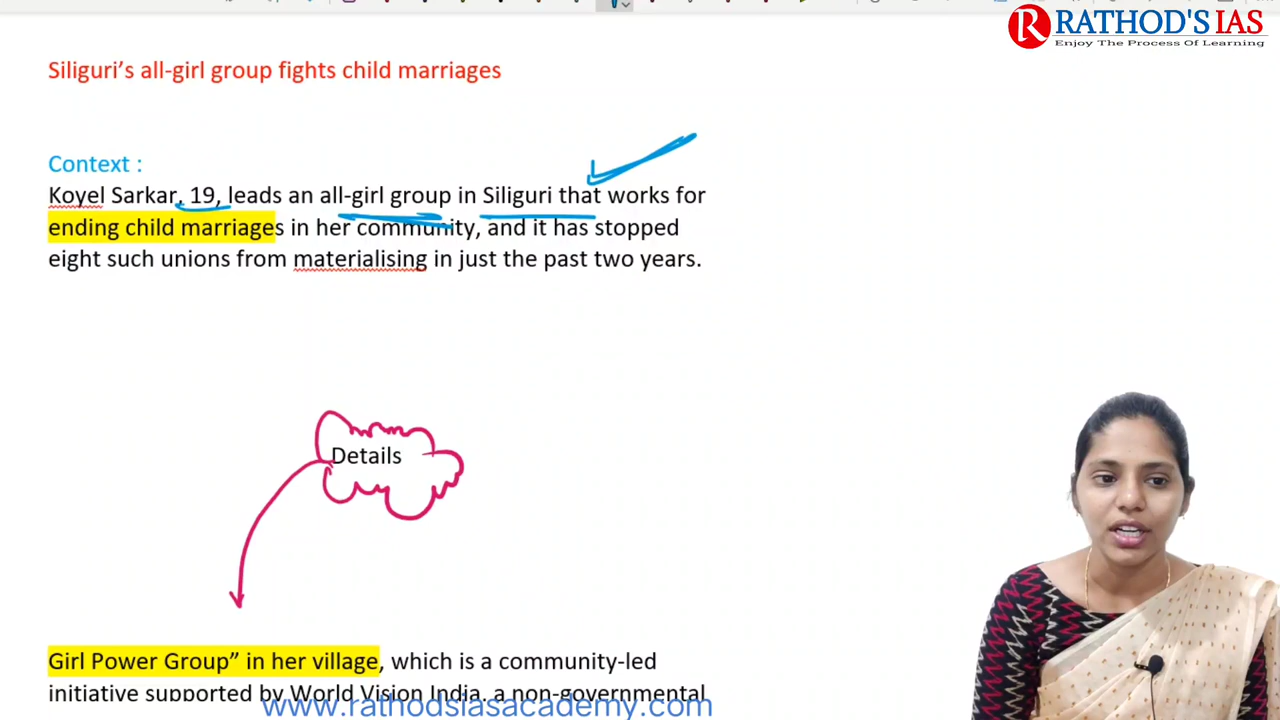 RATHOD'S IAS
Enjoy The Process Of Learning
Siliguri’s all-girl group fights child marriages
Context :
Koyel Sarkar, 19, leads an all-girl group in Siliguri that works for
ending child marriages in her community, and it has stopped
eight such unions from materialising in just the past two years.
Details
Girl Power Group” in her village, which is a community-led
initiative supported by World Vision India, a non-governmental
www.rathodsiasacademy.com